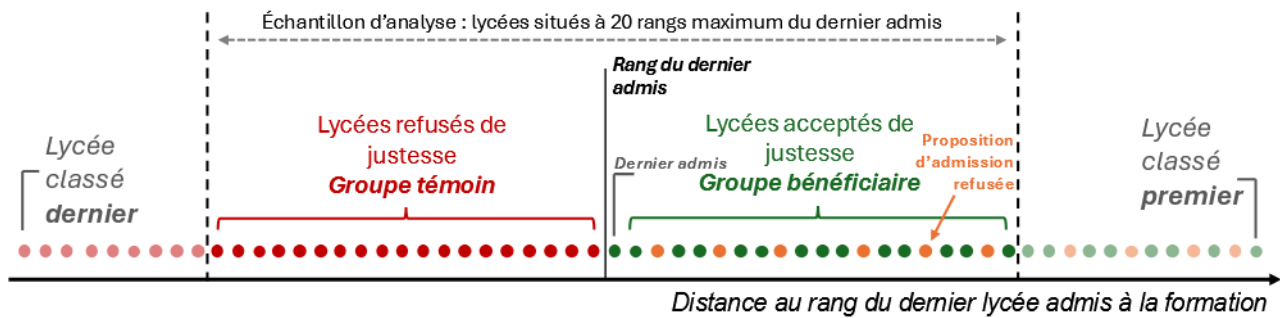 Échantillon d’analyse : lycées situés à 20 rangs maximum du dernier admis
Rang du dernier
admis
Lycée
classé
dernier
Lycées refusés de
justesse
Groupe témoin
Dernier admis
Lycées acceptés de
justesse
Groupe bénéficiaire
Proposition
d’admission
refusée
Lycée
classé
premier
Distance au rang du dernier lycée admis à la formation